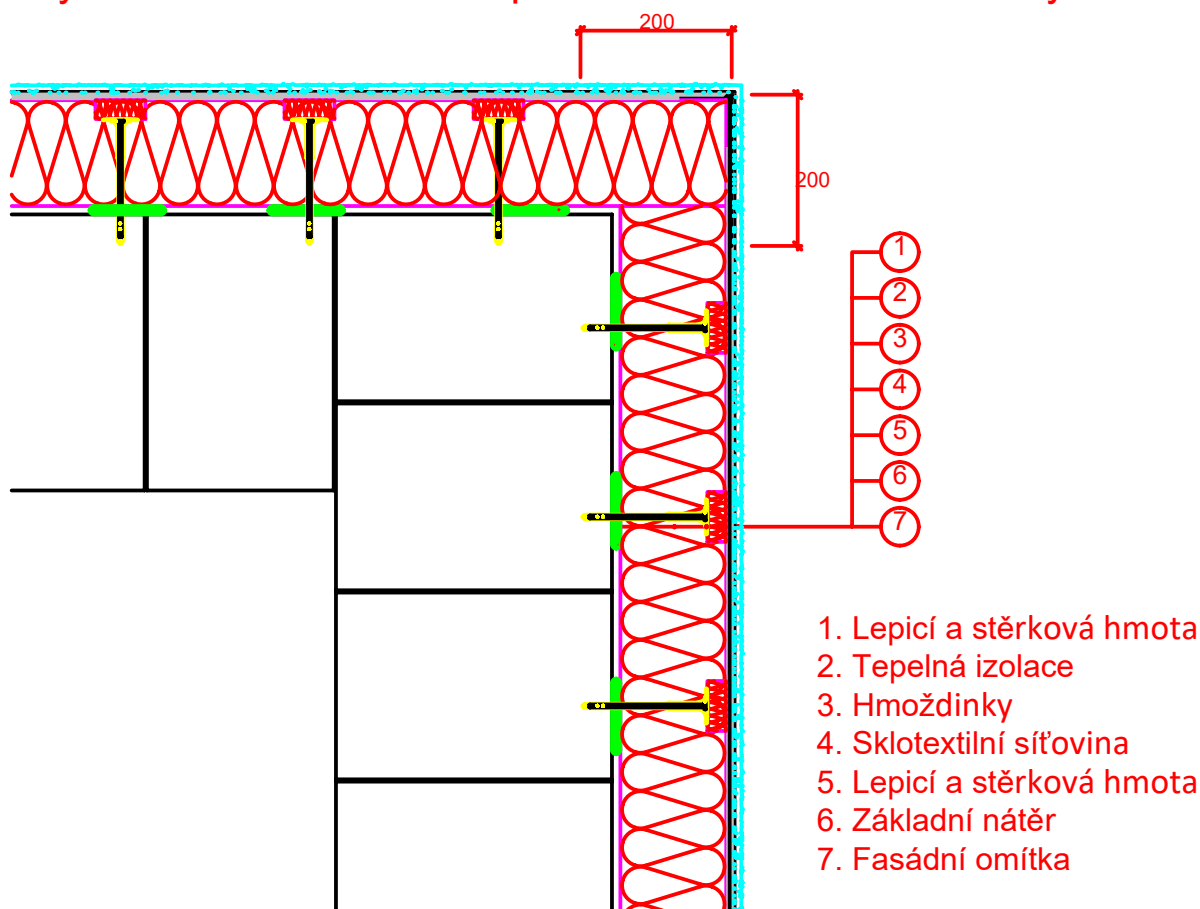 200
200
1
2
3
4
5
6
7
1. Lepicí a stěrková hmota
2. Tepelná izolace
3. Hmoždinky
4. Sklotextilní síťovina
5. Lepicí a stěrková hmota
6. Základní nátěr
7. Fasádní omítka